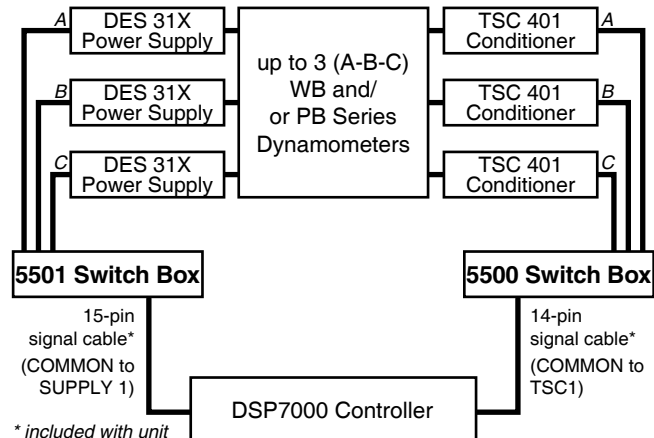 A
DES 31X
Power Supply
B
DES 31X
Power Supply
C
DES 31X
Power Supply
up to 3 (A-B-C)
WB and/
or PB Series
Dynamometers
TSC 401
Conditioner
A
TSC 401
Conditioner
B
TSC 401
Conditioner
C
5501 Switch Box
5500 Switch Box
15-pin
signal cable*
(COMMON to
SUPPLY 1)
14-pin
signal cable*
(COMMON to
TSC1)
DSP7000 Controller
* included with unit